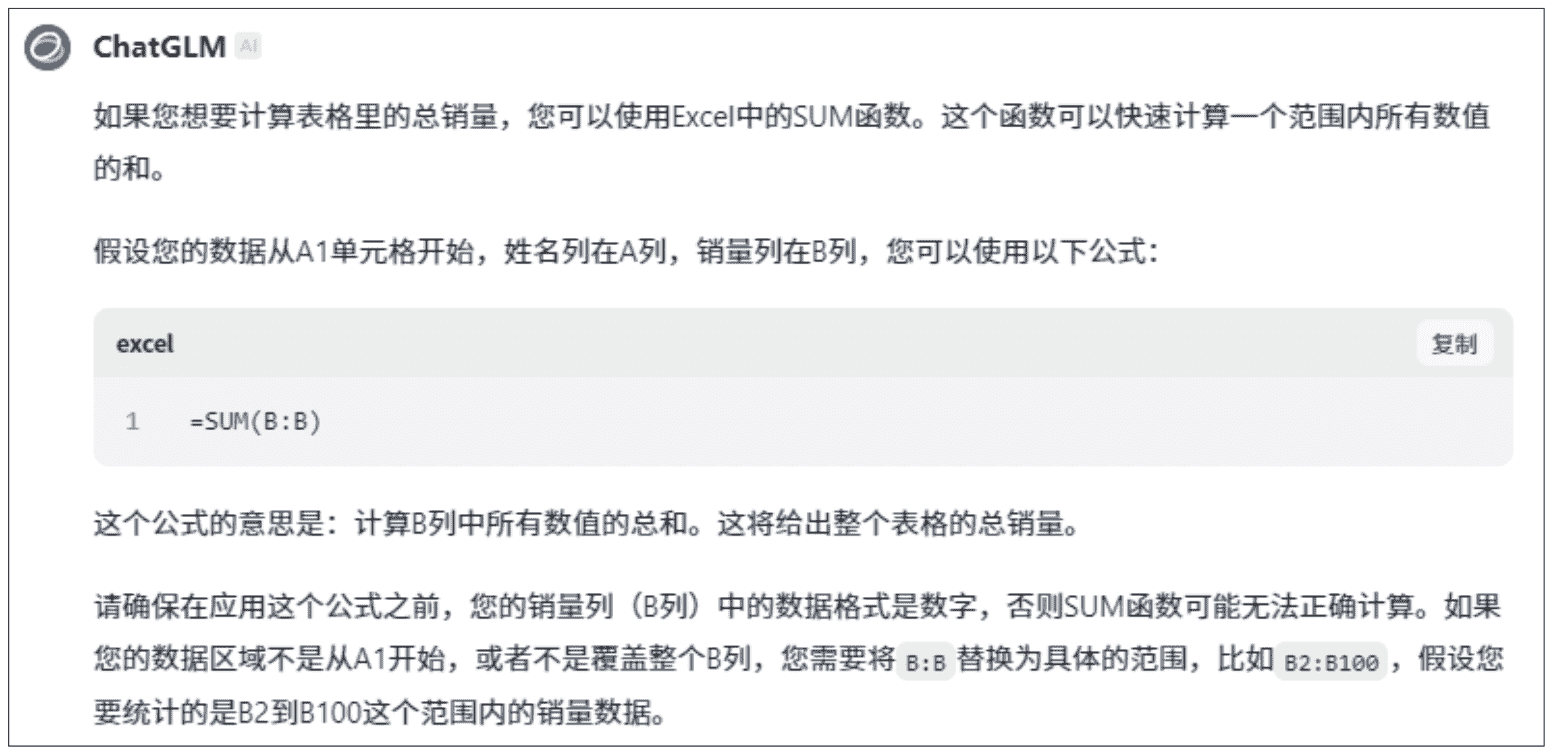 ChatGLM AI
如果您想要计算表格里的总销量，您可以使用Excel中的SUM函数。这个函数可以快速计算一个范围内所有数值
的和。
假设您的数据从A1单元格开始，姓名列在A列，销量列在B列，您可以使用以下公式：
excel 复制
1 =SUM(B:B)
这个公式的意思是：计算B列中所有数值的总和。这将给出整个表格的总销量。
请确保在应用这个公式之前，您的销量列（B列）中的数据格式是数字，否则SUM函数可能无法正确计算。如果
您的数据区域不是从A1开始，或者不是覆盖整个B列，您需要将 B:B 替换为具体的范围，比如 B2:B100 ，假设您
要统计的是B2到B100这个范围内的销量数据。